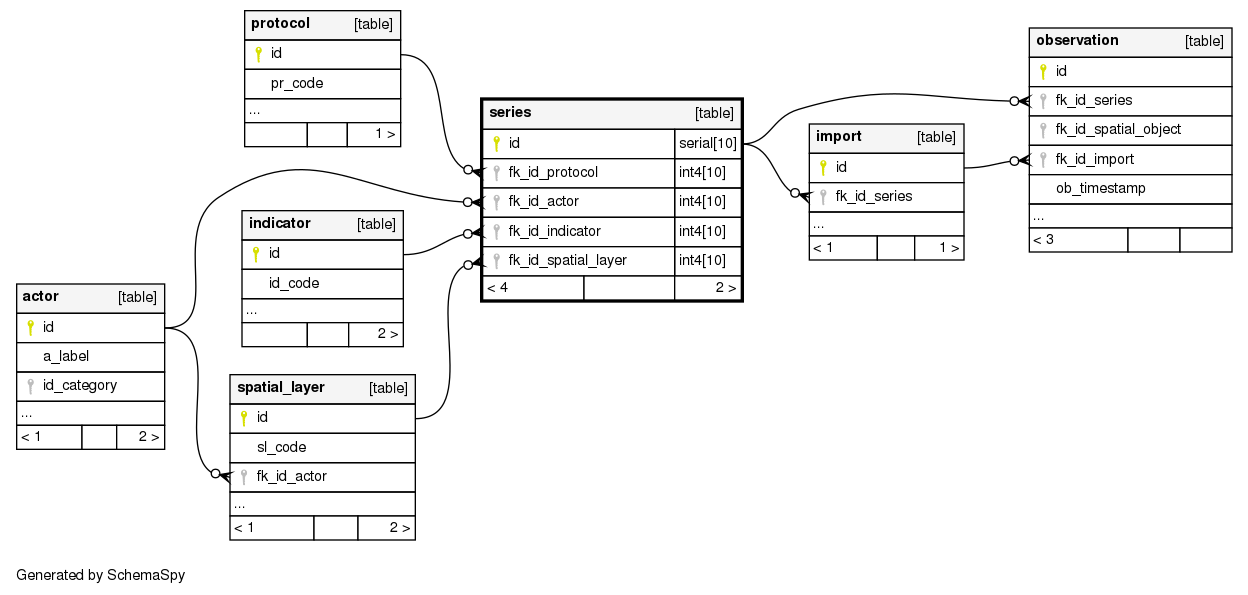 protocol [table]
id
pr_code
...
1 >
actor [table]
id
a_label
id_category
...
< 1 2 >
indicator [table]
id
id_code
...
2 >
spatial_layer [table]
id
sl_code
fk_id_actor
...
< 1 2 >
series [table]
id serial[10]
fk_id_protocol int4[10]
fk_id_actor int4[10]
fk_id_indicator int4[10]
fk_id_spatial_layer int4[10]
< 4 2 >
import [table]
id
fk_id_series
...
< 1 1 >
observation [table]
id
fk_id_series
fk_id_spatial_object
fk_id_import
ob_timestamp
...
< 3
Generated by SchemaSpy